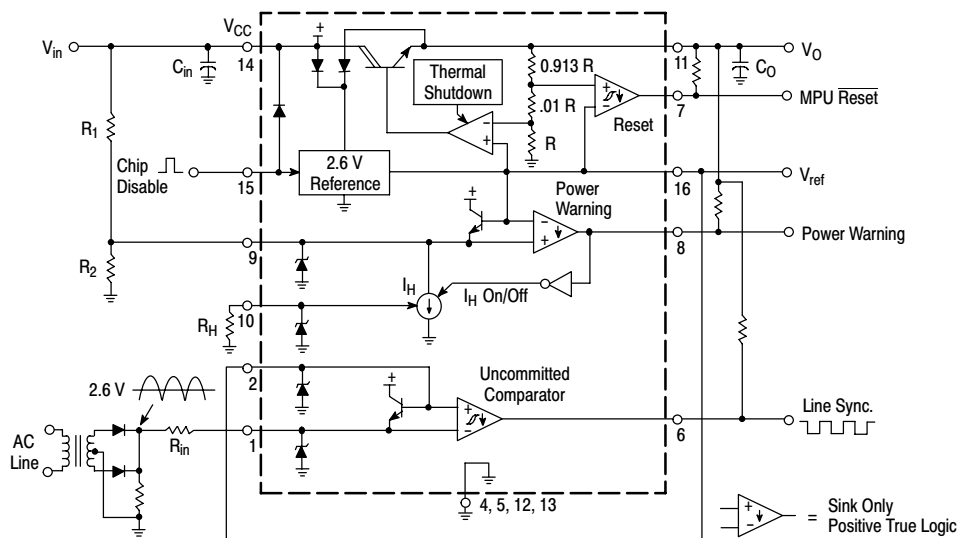 V_in
C_in
V_CC
14
+
Thermal
Shutdown
0.913 R
.01 R
R
−
+
+
−
Reset
11
C_O
V_O
7
MPU R̅e̅s̅e̅t̅
R_1
Chip
Disable
15
2.6 V
Reference
16
V_ref
+
Power
Warning
−
+
8
Power Warning
R_2
9
I_H
I_H On/Off
R_H
10
2
+
Uncommitted
Comparator
+
−
6
Line Sync.
2.6 V
AC
Line
R_in
1
4, 5, 12, 13
+
−
= Sink Only
Positive True Logic